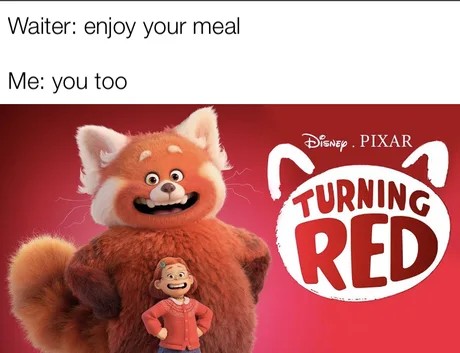 Waiter: enjoy your meal
Me: you too
Disney . PIXAR
TURNING
RED